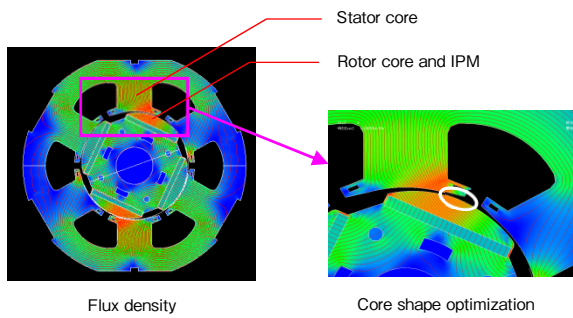 Stator core
Rotor core and IPM
Flux density
Core shape optimization